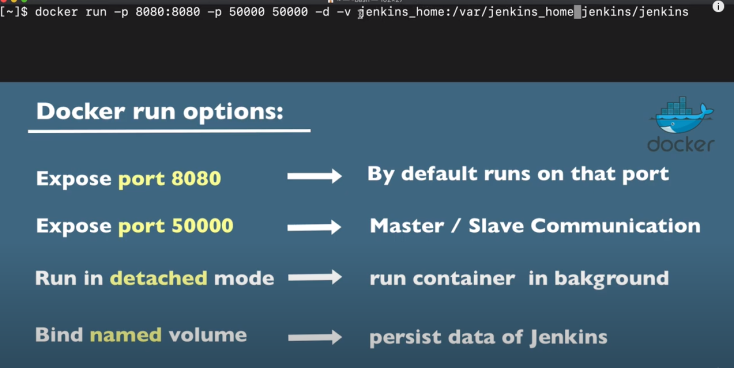 [~]$ docker run -p 8080:8080 -p 50000 50000 -d -v jenkins_home:/var/jenkins_home jenkins/jenkins
Docker run options:
docker
Expose port 8080 By default runs on that port
Expose port 50000 Master / Slave Communication
Run in detached mode run container in bakground
Bind named volume persist data of Jenkins